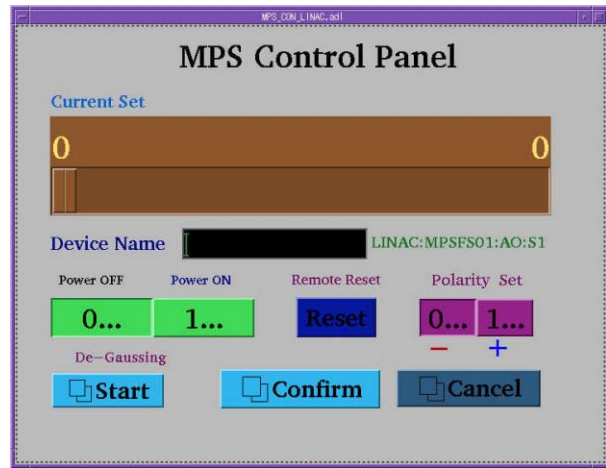 MPS_CON_LINAC.adl
MPS Control Panel
Current Set
0 0
Device Name LINAC:MPSFS01:AO:S1
Power OFF Power ON Remote Reset Polarity Set
0... 1... Reset 0... 1...
− +
De-Gaussing
Start Confirm Cancel